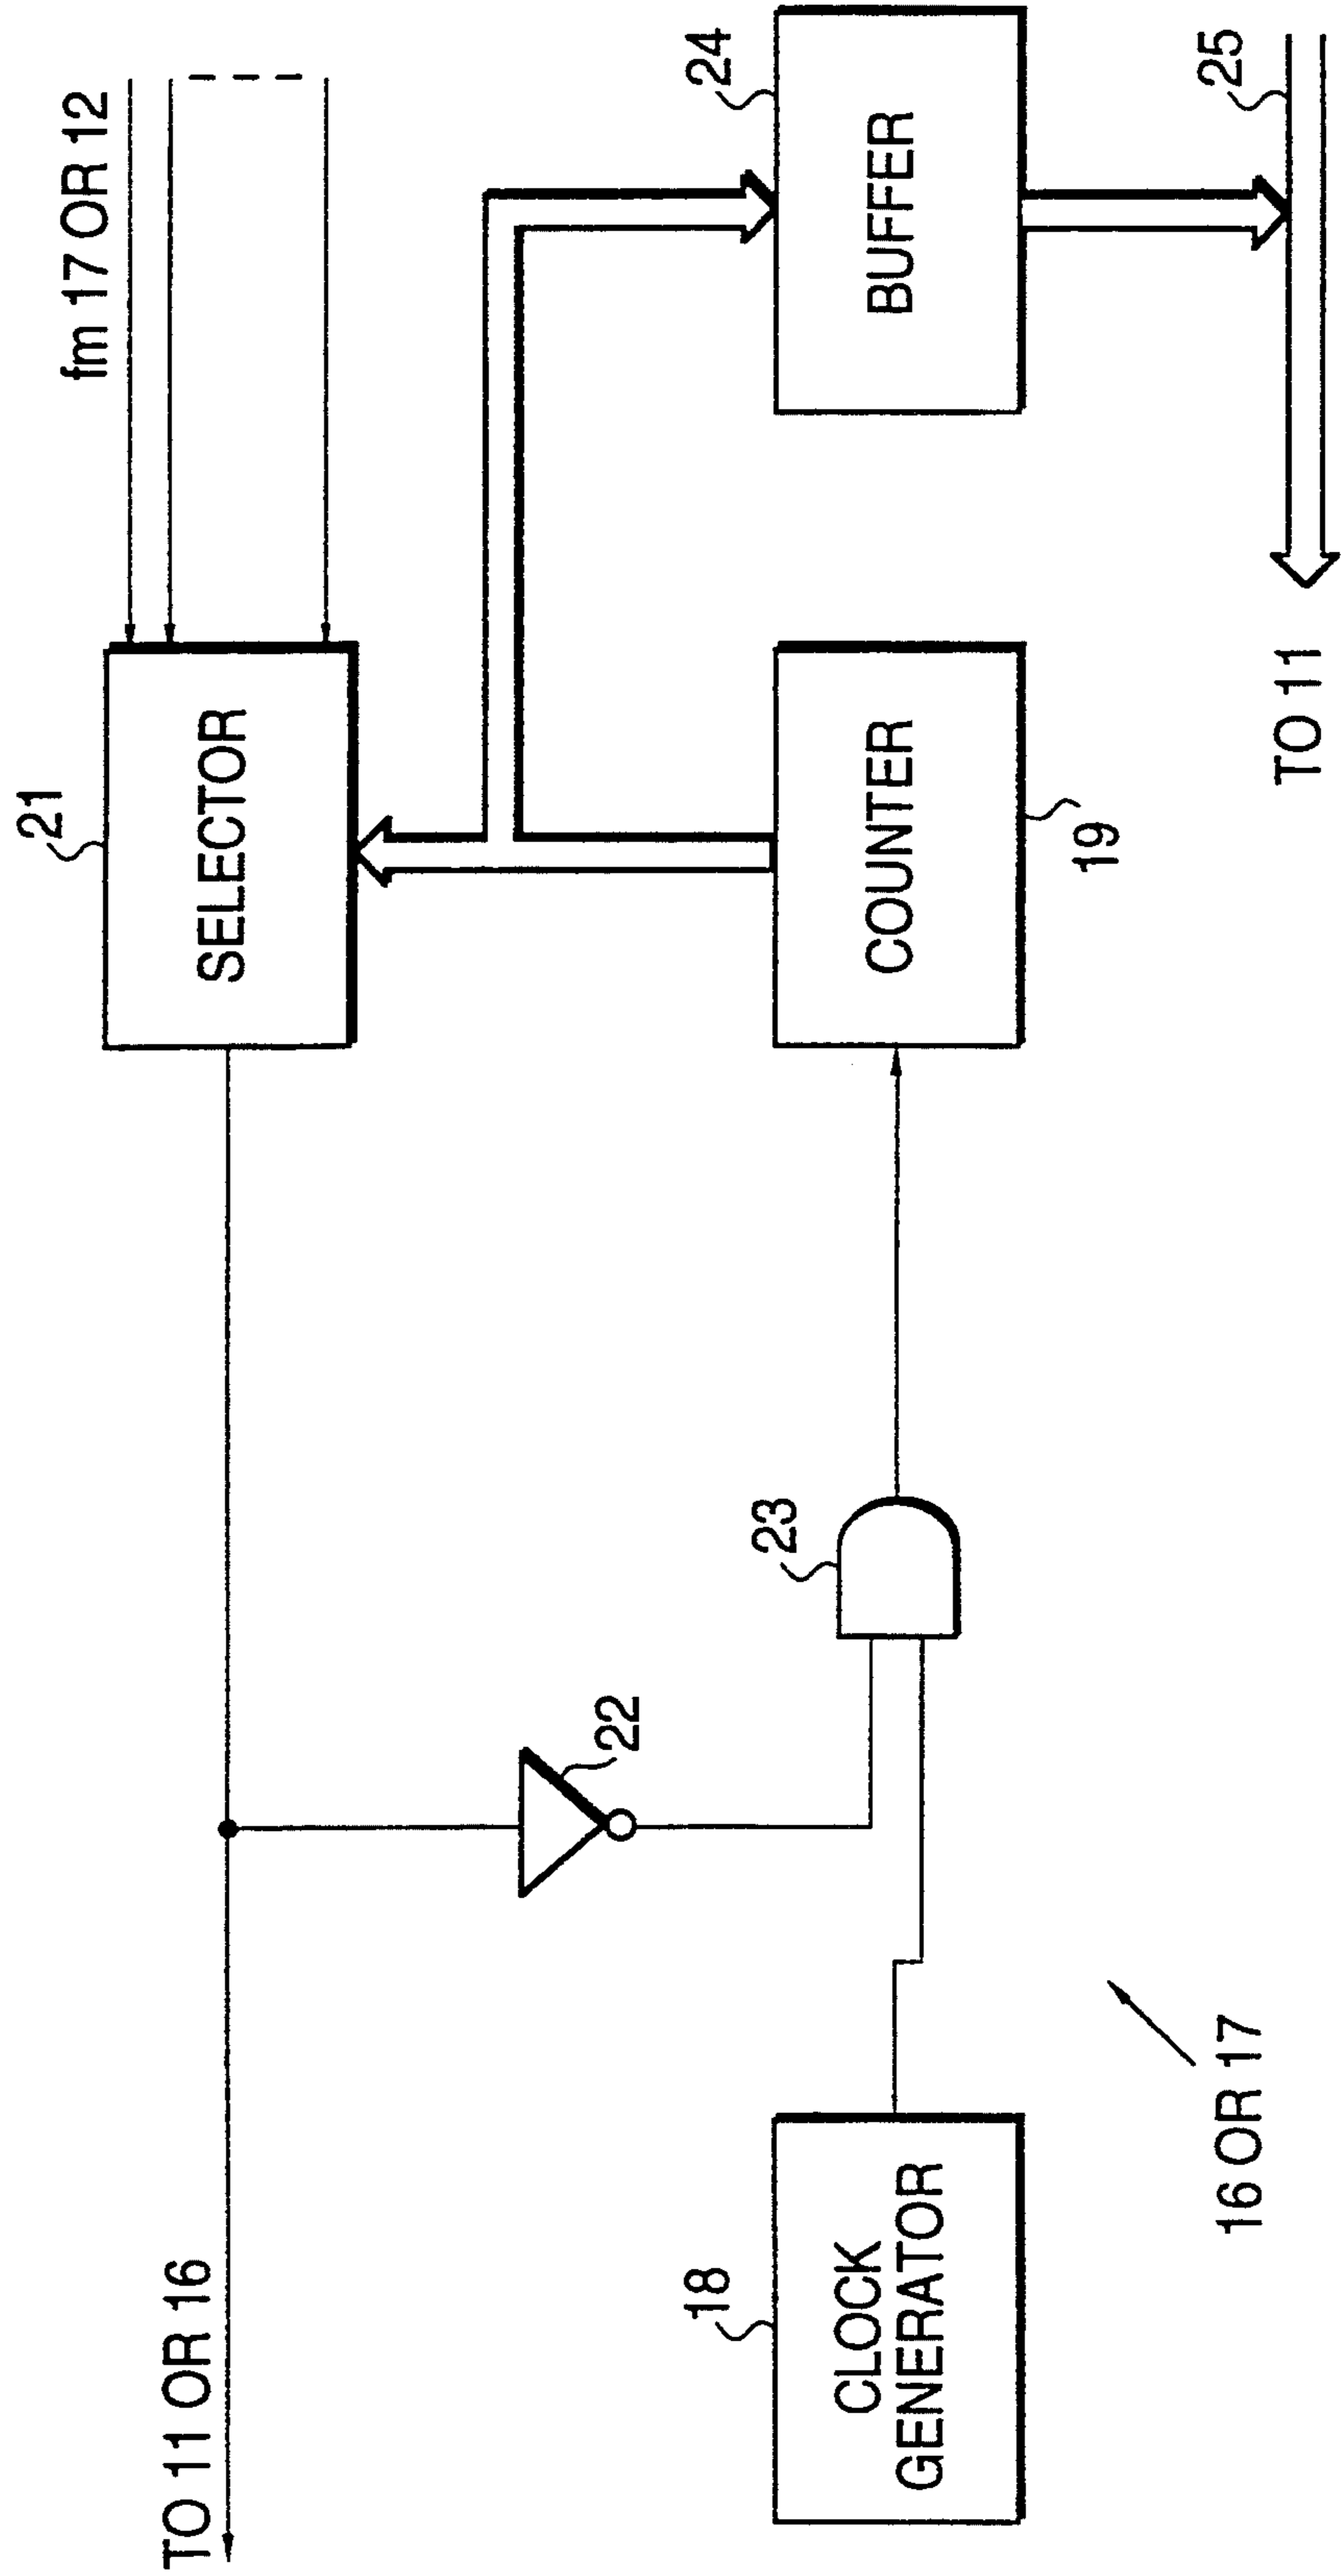 TO 11 OR 16
21
SELECTOR
fm 17 OR 12
22
18
CLOCK
GENERATOR
23
COUNTER
19
24
BUFFER
25
16 OR 17
TO 11